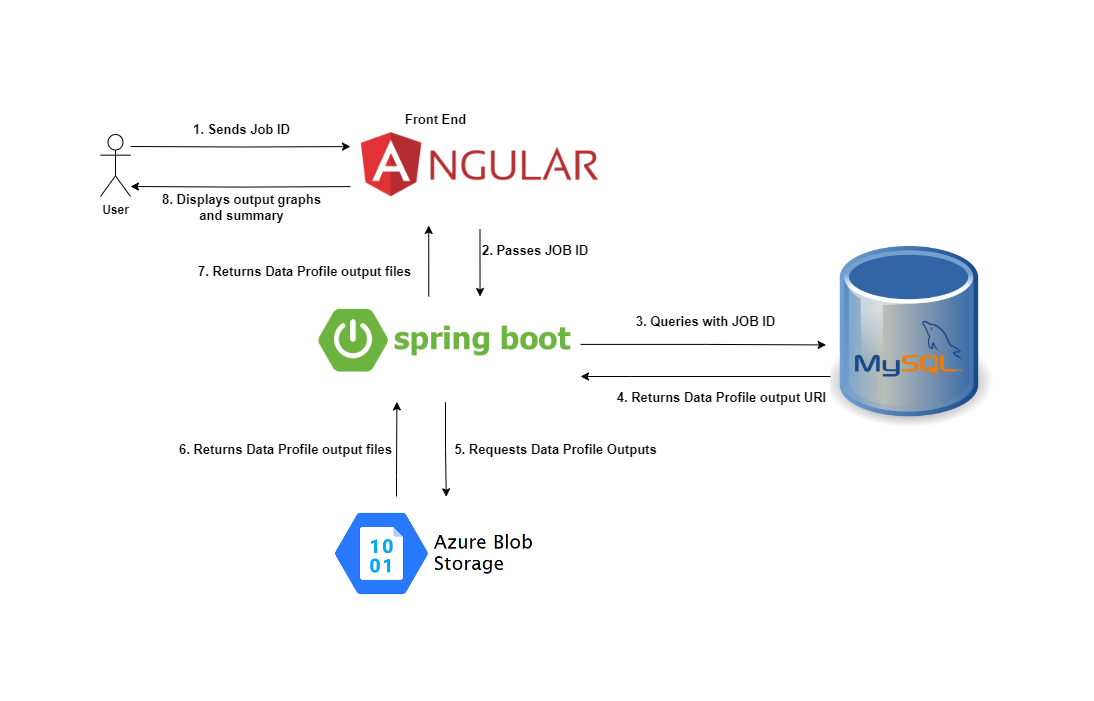 Front End
1. Sends Job ID
ANGULAR
User
8. Displays output graphs
and summary
2. Passes JOB ID
7. Returns Data Profile output files
spring boot
3. Queries with JOB ID
MySQL
4. Returns Data Profile output URI
6. Returns Data Profile output files
5. Requests Data Profile Outputs
10
01
Azure Blob
Storage